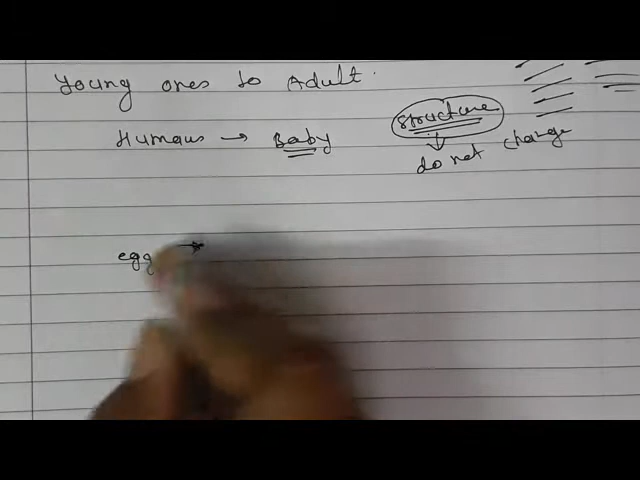 Young ones to Adult.
Humans → Baby
structure
↓
do not change
egg →